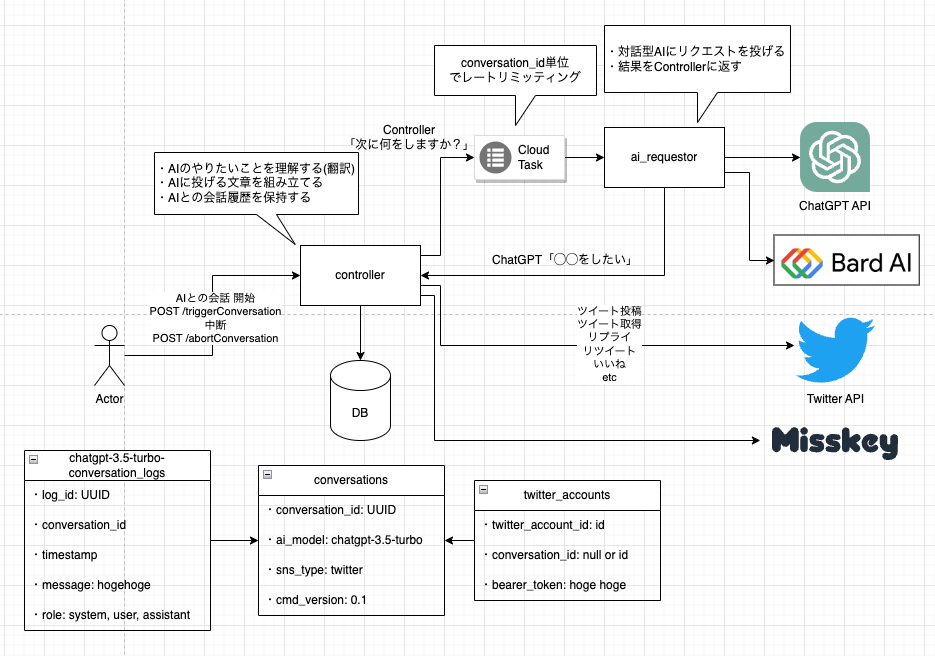 ・対話型AIにリクエストを投げる
・結果をControllerに返す
conversation_id単位
でレートリミッティング
Controller
「次に何をしますか？」
Cloud
Task
ai_requestor
ChatGPT API
・AIのやりたいことを理解する(翻訳)
・AIに投げる文章を組み立てる
・AIとの会話履歴を保持する
ChatGPT「◯◯をしたい」
Bard AI
controller
AIとの会話 開始
POST /triggerConversation
中断
POST /abortConversation
Actor
ツイート投稿
ツイート取得
リプライ
リツイート
いいね
etc
Twitter API
DB
Misskey
chatgpt-3.5-turbo-
conversation_logs
・log_id: UUID
・conversation_id
・timestamp
・message: hogehoge
・role: system, user, assistant
conversations
・conversation_id: UUID
・ai_model: chatgpt-3.5-turbo
・sns_type: twitter
・cmd_version: 0.1
twitter_accounts
・twitter_account_id: id
・conversation_id: null or id
・bearer_token: hoge hoge